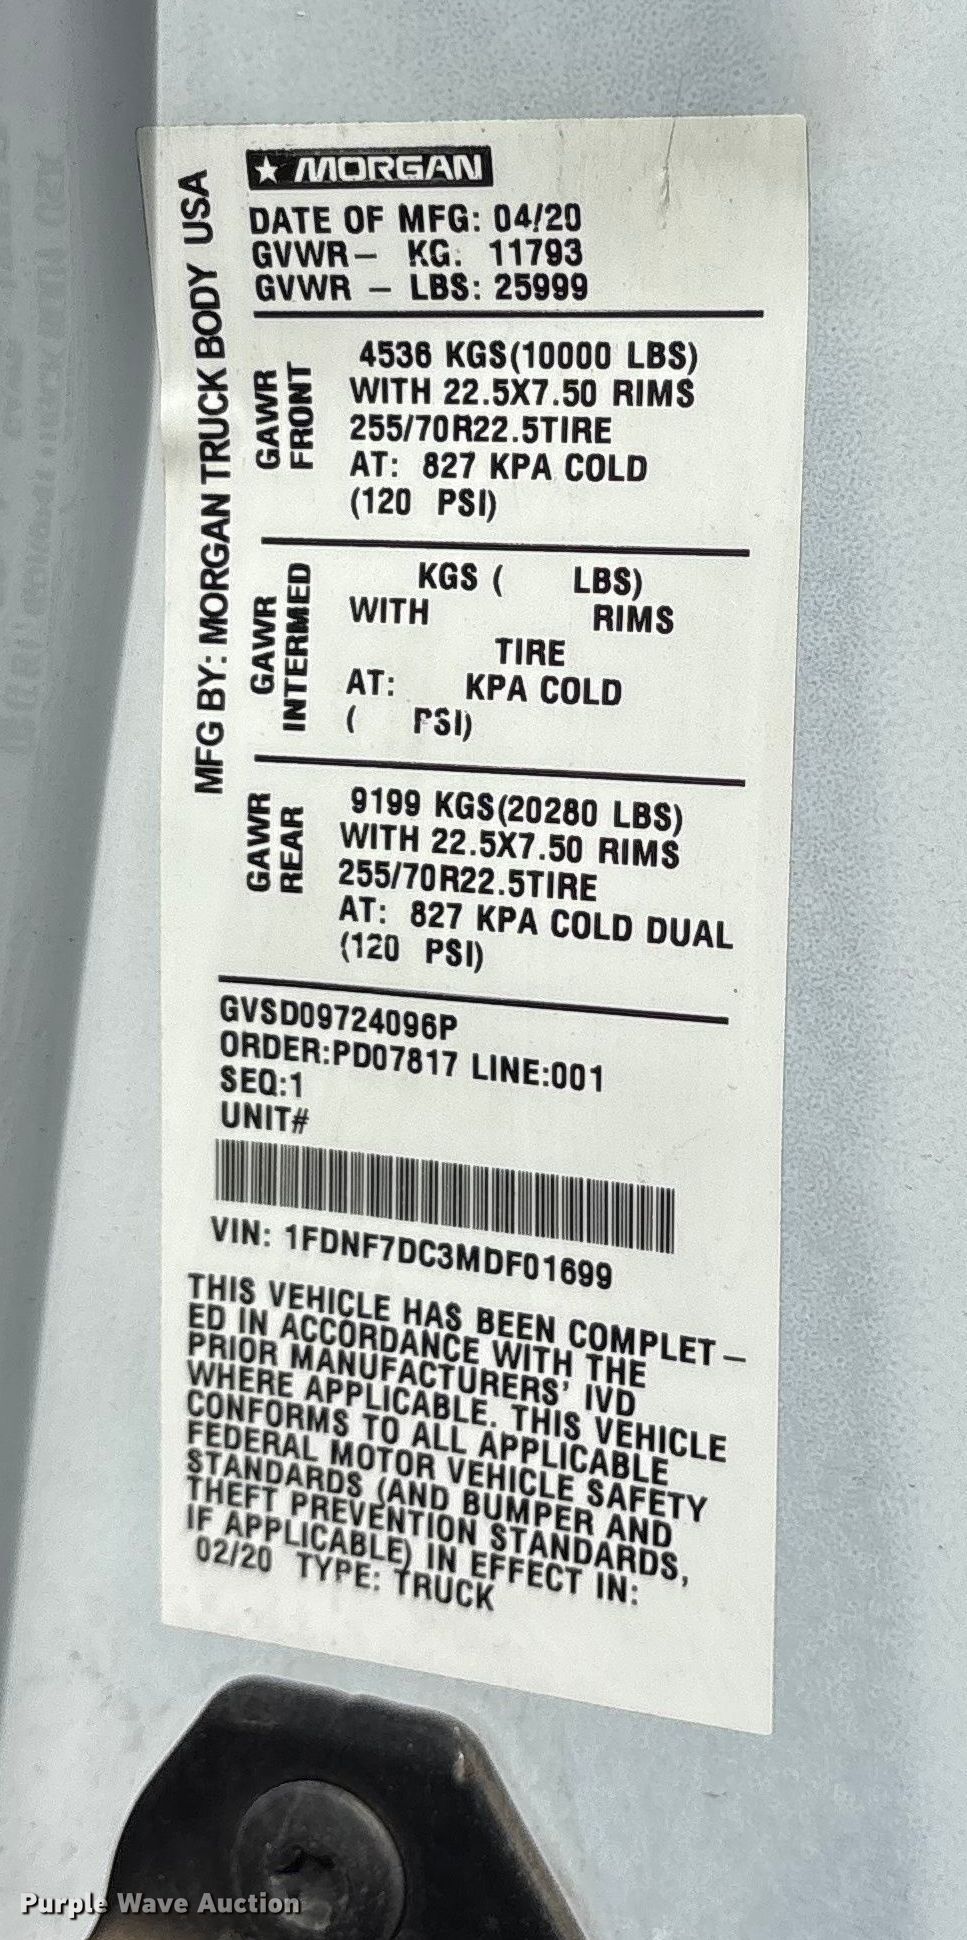 MORGAN
MFG BY: MORGAN TRUCK BODY USA
DATE OF MFG: 04/20
GVWR- KG: 11793
GVWR - LBS: 25999
GAWR
FRONT
4536 KGS(10000 LBS)
WITH 22.5X7.50 RIMS
255/70R22.5TIRE
AT: 827 KPA COLD
(120 PSI)
GAWR
INTERMED
KGS ( LBS)
WITH RIMS
TIRE
AT: KPA COLD
( PSI)
GAWR
REAR
9199 KGS(20280 LBS)
WITH 22.5X7.50 RIMS
255/70R22.5TIRE
AT: 827 KPA COLD DUAL
(120 PSI)
GVSD09724096P
ORDER:PD07817 LINE:001
SEQ:1
UNIT#
VIN: 1FDNF7DC3MDF01699
THIS VEHICLE HAS BEEN COMPLET-
ED IN ACCORDANCE WITH THE
PRIOR MANUFACTURERS' IVD
WHERE APPLICABLE. THIS VEHICLE
CONFORMS TO ALL APPLICABLE
FEDERAL MOTOR VEHICLE SAFETY
STANDARDS (AND BUMPER AND
THEFT PREVENTION STANDARDS,
IF APPLICABLE) IN EFFECT IN:
02/20 TYPE: TRUCK
Purple Wave Auction